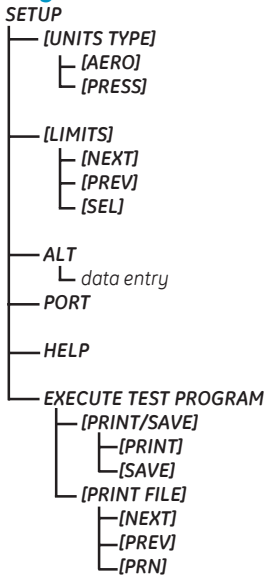 SETUP
[UNITS TYPE]
[AERO]
[PRESS]
[LIMITS]
[NEXT]
[PREV]
[SEL]
ALT
data entry
PORT
HELP
EXECUTE TEST PROGRAM
[PRINT/SAVE]
[PRINT]
[SAVE]
[PRINT FILE]
[NEXT]
[PREV]
[PRN]